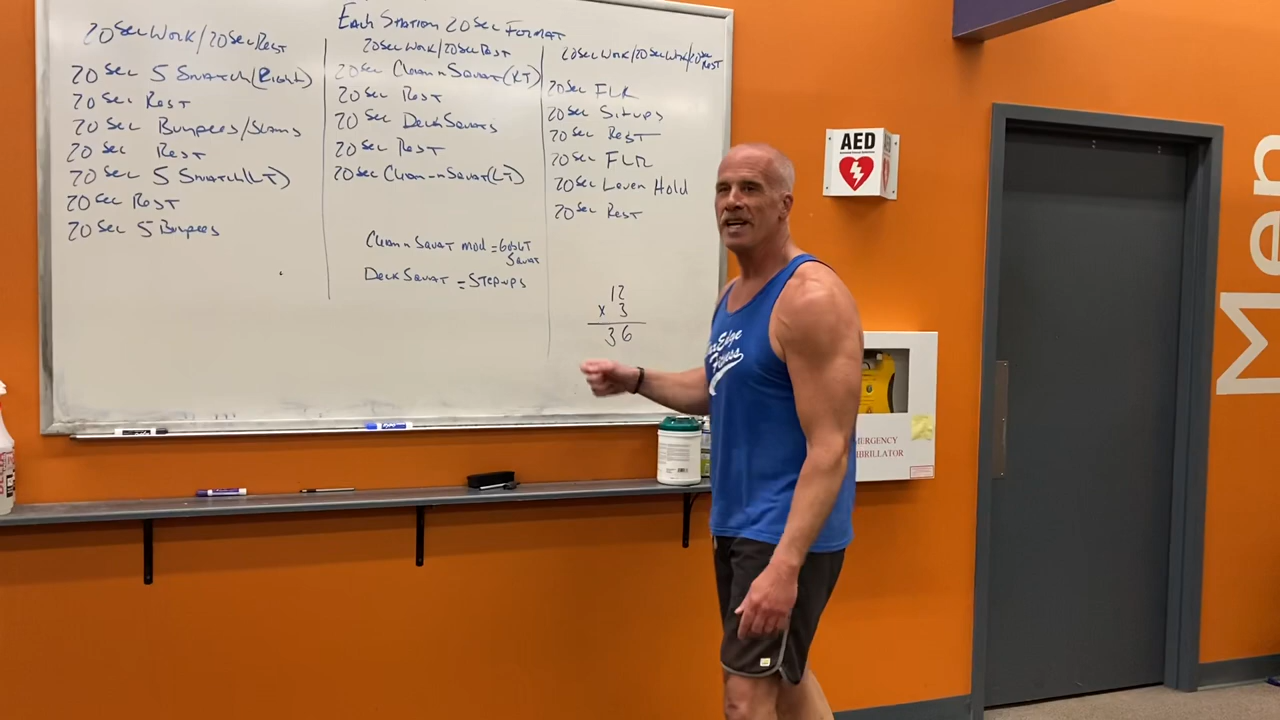 Each Station 20 Sec Format
20 Sec Work/20 Sec Rest
20 Sec 5 Snatch(Right)
20 Sec Rest
20 Sec Burpees/Slams
20 Sec Rest
20 Sec 5 Snatch(LT)
20 Sec Rest
20 Sec 5 Burpees
20 Sec Work/20 Sec Rest
20 Sec Clean n Squat(RT)
20 Sec Rest
20 Sec Deck Squats
20 Sec Rest
20 Sec Clean-n-Squat(LT)
Clean n Squat mod = Goblet
Squat
Deck Squat = Step-ups
20 Sec Work/20 Sec Work/20 Sec
Rest
20 Sec FLR
20 Sec Situps
20 Sec Rest
20 Sec FLR
20 Sec Lower Hold
20 Sec Rest
12
x 3
36
AED
Edge
Fitness
EMERGENCY
Men